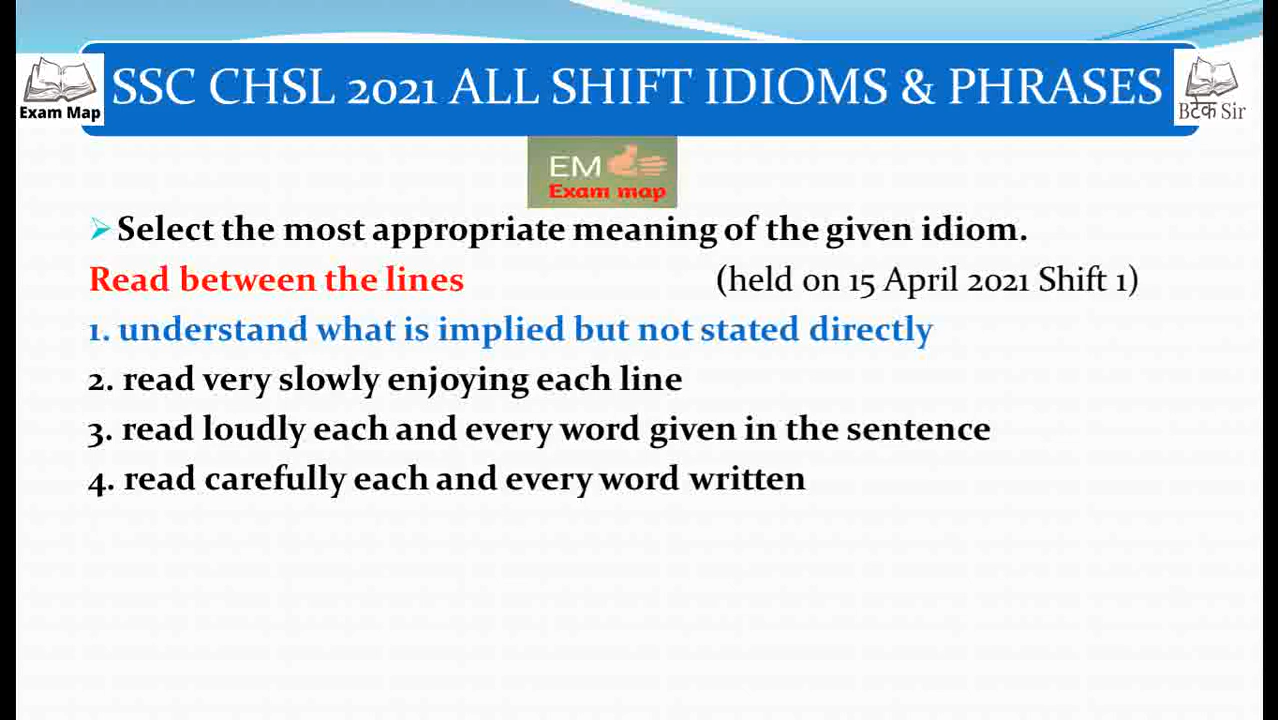 SSC CHSL 2021 ALL SHIFT IDIOMS & PHRASES
Exam Map
Bटेक Sir
EM
Exam map
Select the most appropriate meaning of the given idiom.
Read between the lines (held on 15 April 2021 Shift 1)
1. understand what is implied but not stated directly
2. read very slowly enjoying each line
3. read loudly each and every word given in the sentence
4. read carefully each and every word written